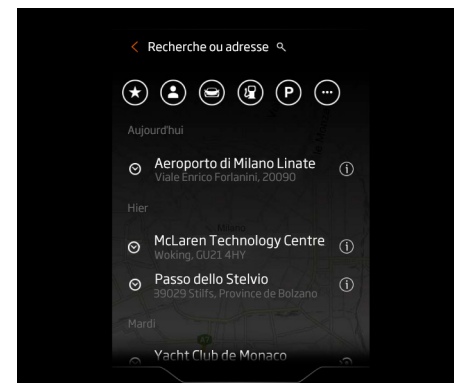 Recherche ou adresse
P
Aujourd'hui
Aeroporto di Milano Linate
Viale Enrico Forlanini, 20090
Hier
Milano
McLaren Technology Centre
Woking, GU21 4HY
Passo dello Stelvio
39029 Stilfs, Province de Bolzano
Mardi
Yacht Club de Monaco